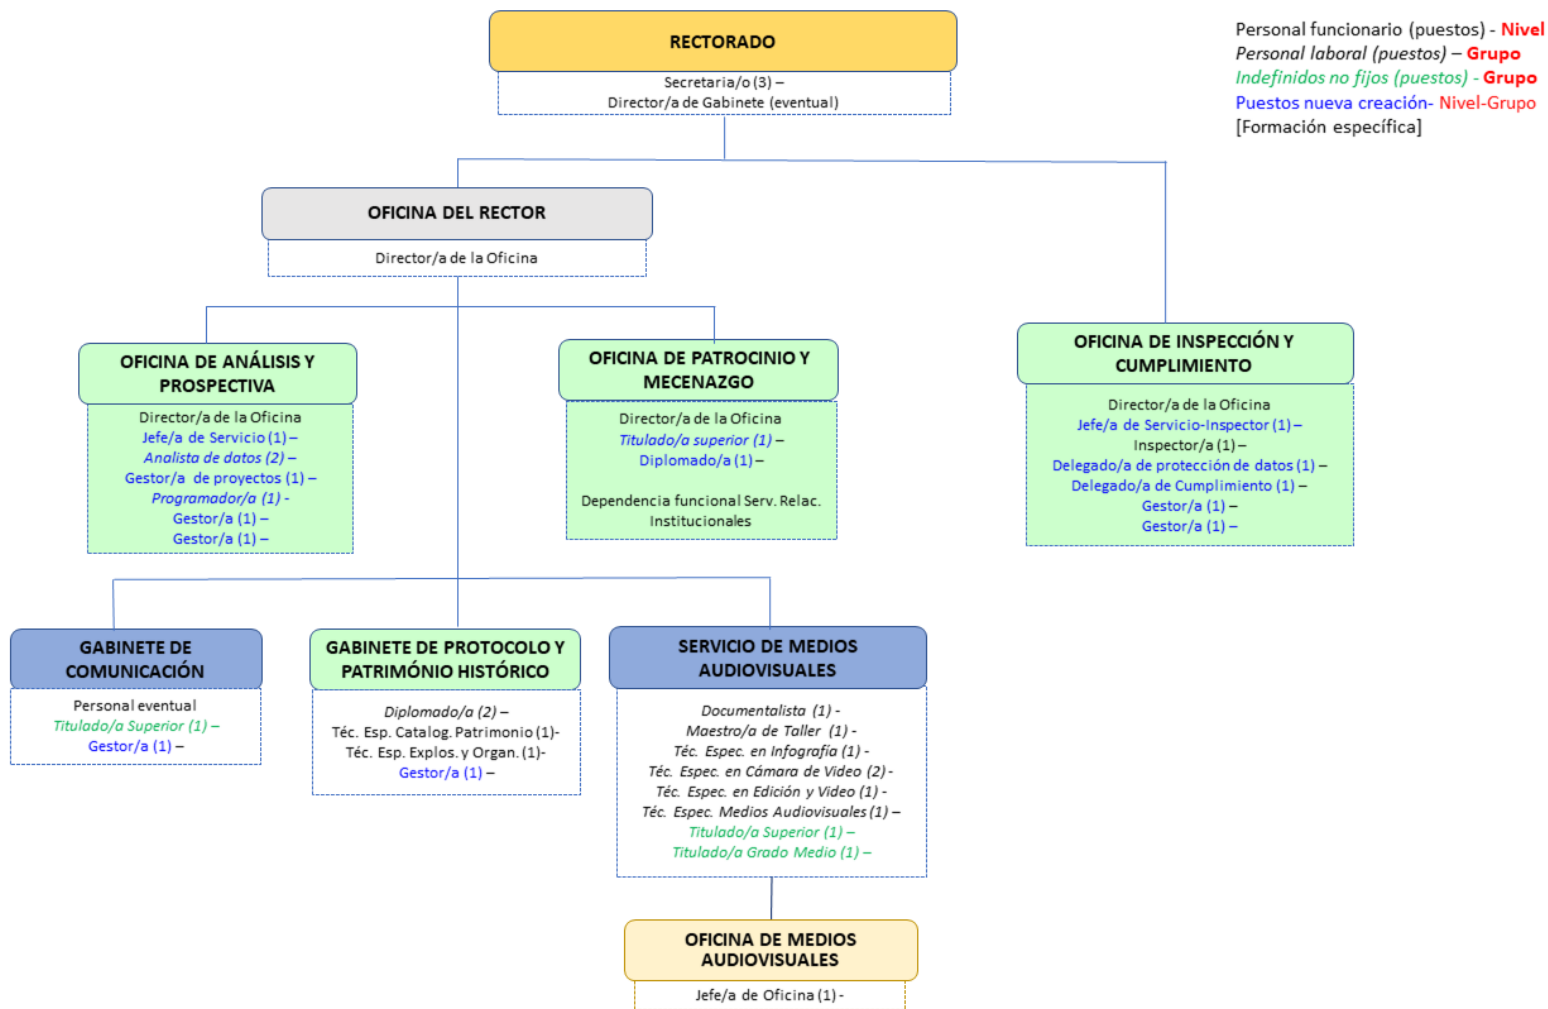 RECTORADO
Secretaria/o (3) –
Director/a de Gabinete (eventual)
Personal funcionario (puestos) - Nivel
Personal laboral (puestos) – Grupo
Indefinidos no fijos (puestos) - Grupo
Puestos nueva creación- Nivel-Grupo
[Formación específica]
OFICINA DEL RECTOR
Director/a de la Oficina
OFICINA DE ANÁLISIS Y
PROSPECTIVA
Director/a de la Oficina
Jefe/a de Servicio (1) –
Analista de datos (2) –
Gestor/a de proyectos (1) –
Programador/a (1) -
Gestor/a (1) –
Gestor/a (1) –
OFICINA DE PATROCINIO Y
MECENAZGO
Director/a de la Oficina
Titulado/a superior (1) –
Diplomado/a (1) –
Dependencia funcional Serv. Relac.
Institucionales
OFICINA DE INSPECCIÓN Y
CUMPLIMIENTO
Director/a de la Oficina
Jefe/a de Servicio-Inspector (1) –
Inspector/a (1) –
Delegado/a de protección de datos (1) –
Delegado/a de Cumplimiento (1) –
Gestor/a (1) –
Gestor/a (1) –
GABINETE DE
COMUNICACIÓN
Personal eventual
Titulado/a Superior (1) –
Gestor/a (1) –
GABINETE DE PROTOCOLO Y
PATRIMÓNIO HISTÓRICO
Diplomado/a (2) –
Téc. Esp. Catalog. Patrimonio (1)-
Téc. Esp. Explos. y Organ. (1)-
Gestor/a (1) –
SERVICIO DE MEDIOS
AUDIOVISUALES
Documentalista (1) -
Maestro/a de Taller (1) -
Téc. Espec. en Infografía (1) -
Téc. Espec. en Cámara de Video (2) -
Téc. Espec. en Edición y Video (1) -
Téc. Espec. Medios Audiovisuales (1) –
Titulado/a Superior (1) –
Titulado/a Grado Medio (1) –
OFICINA DE MEDIOS
AUDIOVISUALES
Jefe/a de Oficina (1) -